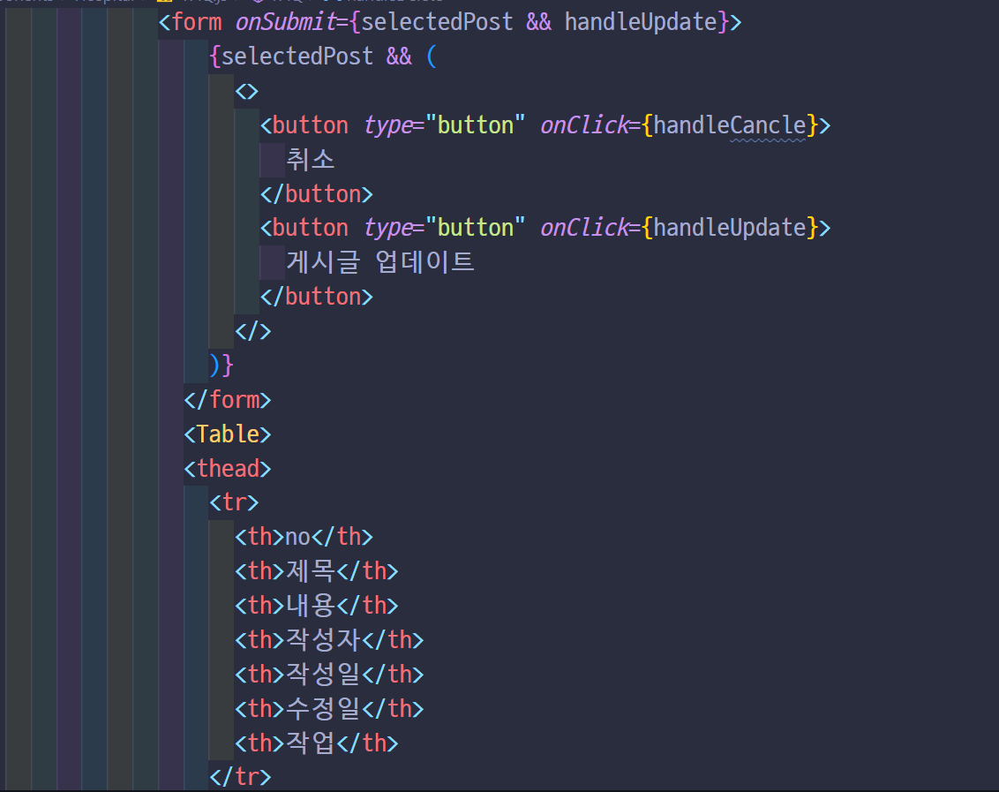 <form onSubmit={selectedPost && handleUpdate}>
{selectedPost && (
<>
<button type="button" onClick={handleCancle}>
취소
</button>
<button type="button" onClick={handleUpdate}>
게시글 업데이트
</button>
</>
)}
</form>
<Table>
<thead>
<tr>
<th>no</th>
<th>제목</th>
<th>내용</th>
<th>작성자</th>
<th>작성일</th>
<th>수정일</th>
<th>작업</th>
</tr>